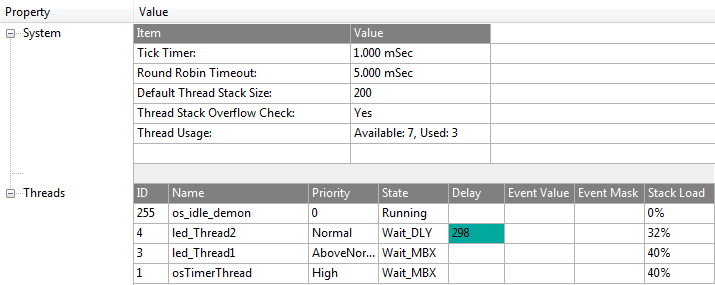 Property Value
System Item Value
Tick Timer: 1.000 mSec
Round Robin Timeout: 5.000 mSec
Default Thread Stack Size: 200
Thread Stack Overflow Check: Yes
Thread Usage: Available: 7, Used: 3
Threads ID Name Priority State Delay Event Value Event Mask Stack Load
255 os_idle_demon 0 Running 0%
4 led_Thread2 Normal Wait_DLY 298 32%
3 led_Thread1 AboveNor... Wait_MBX 40%
1 osTimerThread High Wait_MBX 40%